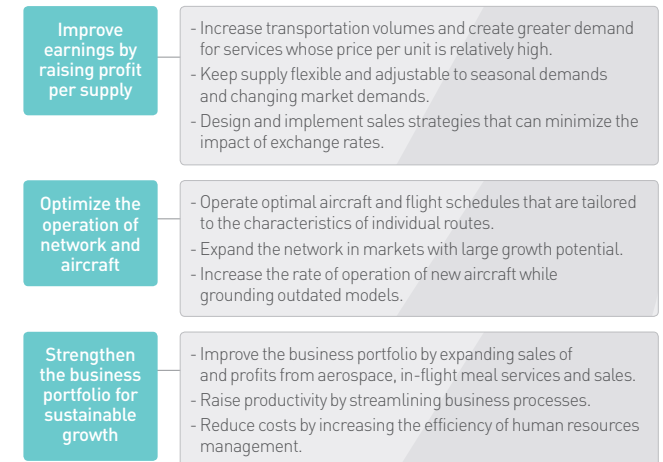 Improve
earnings by
raising profit
per supply
- Increase transportation volumes and create greater demand
for services whose price per unit is relatively high.
- Keep supply flexible and adjustable to seasonal demands
and changing market demands.
- Design and implement sales strategies that can minimize the
impact of exchange rates.
Optimize the
operation of
network and
aircraft
- Operate optimal aircraft and flight schedules that are tailored
to the characteristics of individual routes.
- Expand the network in markets with large growth potential.
- Increase the rate of operation of new aircraft while
grounding outdated models.
Strengthen
the business
portfolio for
sustainable
growth
- Improve the business portfolio by expanding sales of
and profits from aerospace, in-flight meal services and sales.
- Raise productivity by streamlining business processes.
- Reduce costs by increasing the efficiency of human resources
management.